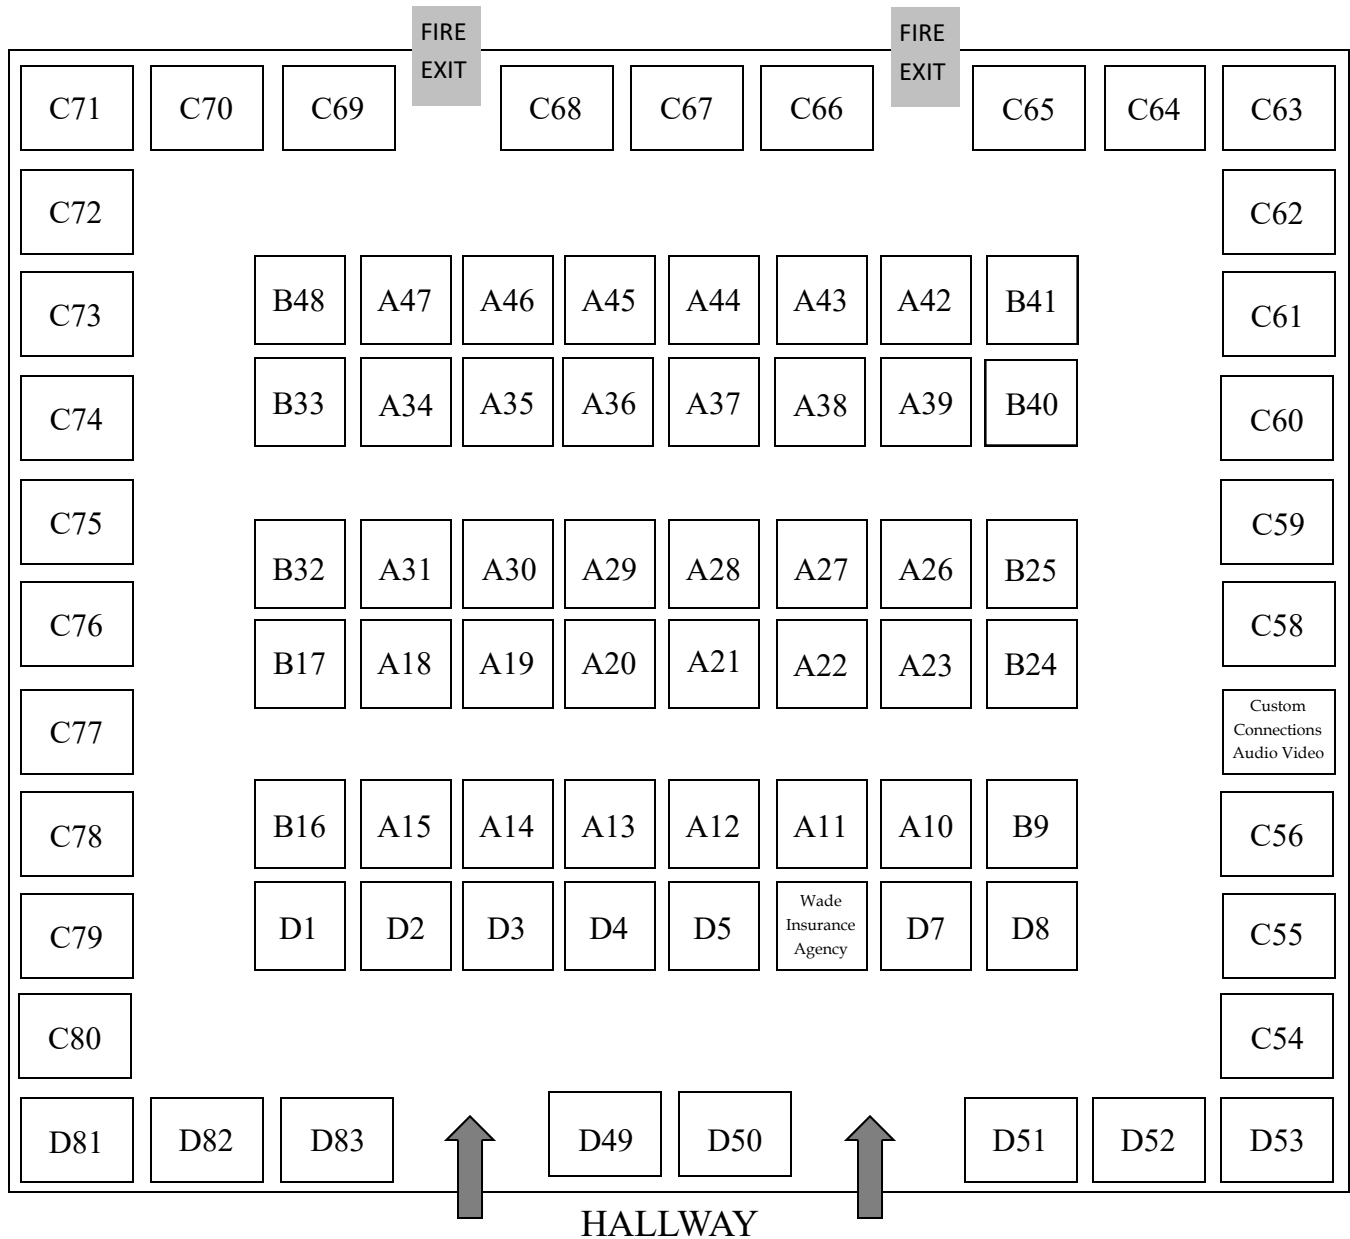 FIRE
EXIT
FIRE
EXIT
C71 C70 C69 C68 C67 C66 C65 C64 C63
C72 C62
B48 A47 A46 A45 A44 A43 A42 B41
C73 C61
B33 A34 A35 A36 A37 A38 A39 B40
C74 C60
C75 C59
B32 A31 A30 A29 A28 A27 A26 B25
C76 C58
B17 A18 A19 A20 A21 A22 A23 B24
C77
Custom
Connections
Audio Video
B16 A15 A14 A13 A12 A11 A10 B9
C78 C56
D1 D2 D3 D4 D5
Wade
Insurance
Agency
D7 D8
C79 C55
C80 C54
D81 D82 D83 D49 D50 D51 D52 D53
HALLWAY